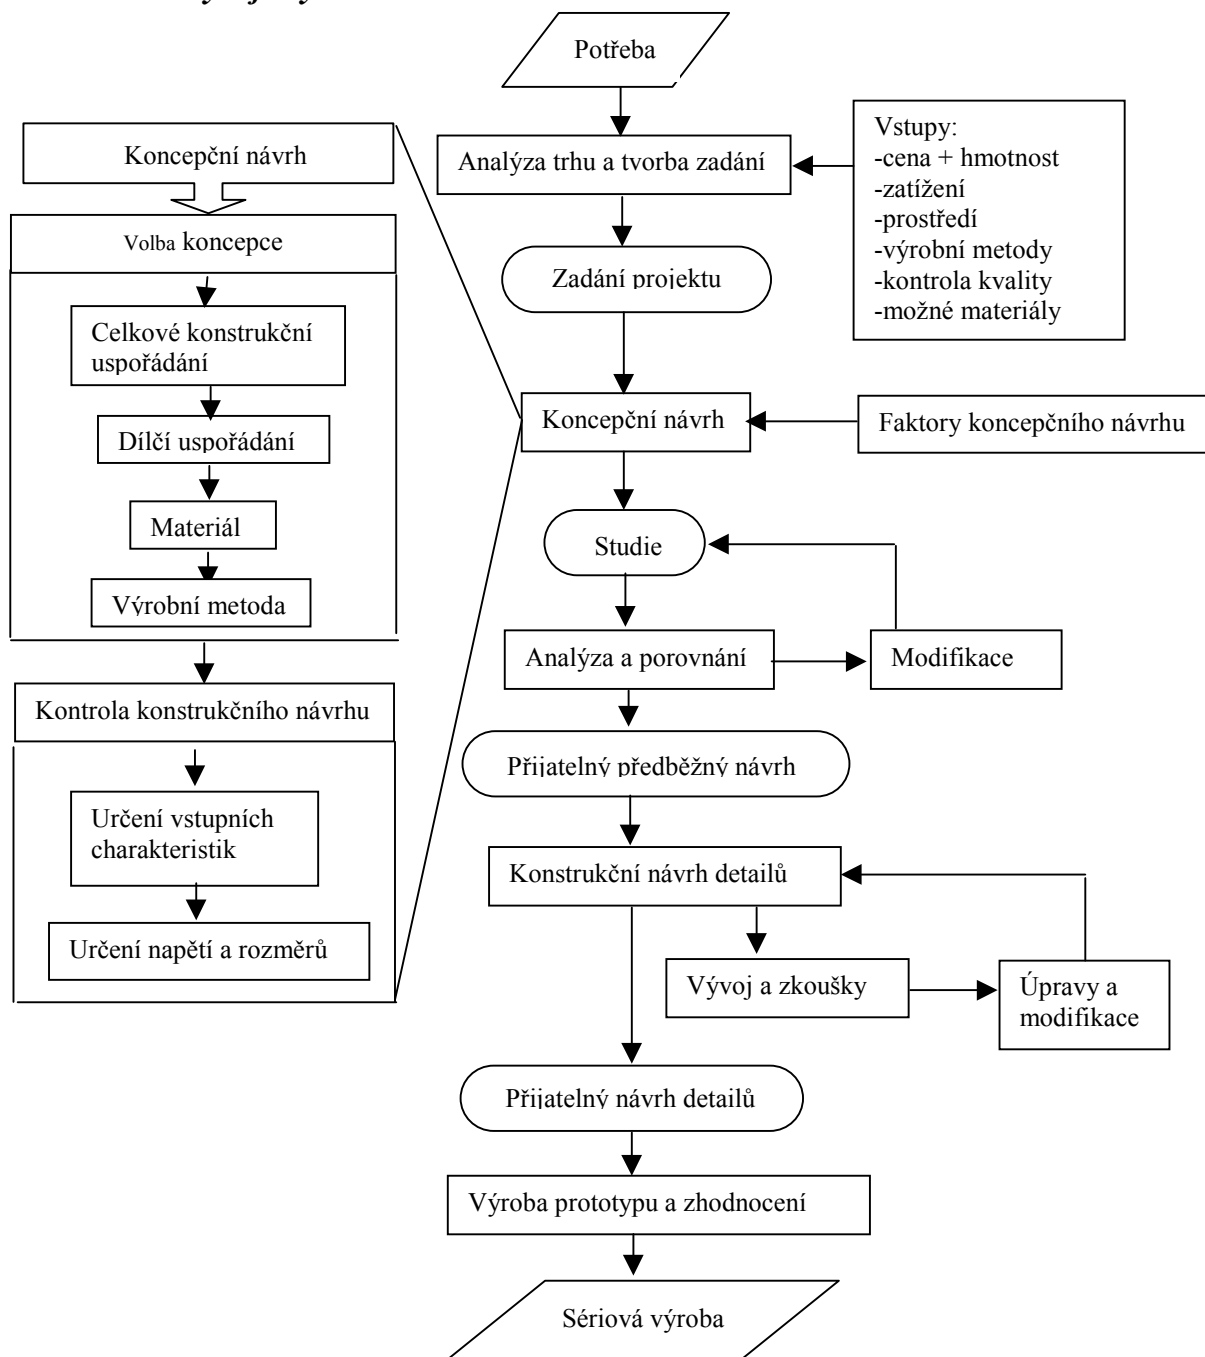 Potřeba
Analýza trhu a tvorba zadání
Vstupy:
-cena + hmotnost
-zatížení
-prostředí
-výrobní metody
-kontrola kvality
-možné materiály
Zadání projektu
Koncepční návrh
Faktory koncepčního návrhu
Studie
Analýza a porovnání
Modifikace
Přijatelný předběžný návrh
Konstrukční návrh detailů
Vývoj a zkoušky
Úpravy a
modifikace
Přijatelný návrh detailů
Výroba prototypu a zhodnocení
Sériová výroba
Koncepční návrh
Volba koncepce
Celkové konstrukční
uspořádání
Dílčí uspořádání
Materiál
Výrobní metoda
Kontrola konstrukčního návrhu
Určení vstupních
charakteristik
Určení napětí a rozměrů